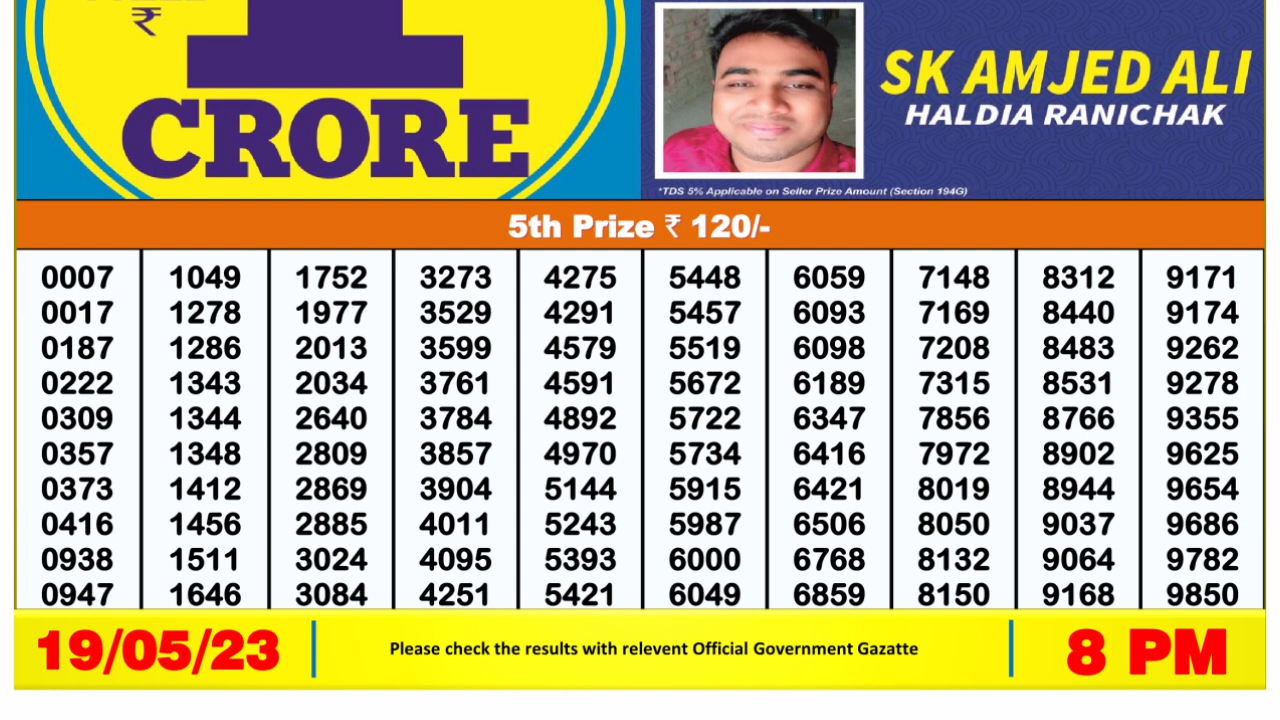 ₹
1
CRORE
SK AMJED ALI
HALDIA RANICHAK
*TDS 5% Applicable on Seller Prize Amount (Section 194G)
5th Prize ₹ 120/-
0007 1049 1752 3273 4275 5448 6059 7148 8312 9171
0017 1278 1977 3529 4291 5457 6093 7169 8440 9174
0187 1286 2013 3599 4579 5519 6098 7208 8483 9262
0222 1343 2034 3761 4591 5672 6189 7315 8531 9278
0309 1344 2640 3784 4892 5722 6347 7856 8766 9355
0357 1348 2809 3857 4970 5734 6416 7972 8902 9625
0373 1412 2869 3904 5144 5915 6421 8019 8944 9654
0416 1456 2885 4011 5243 5987 6506 8050 9037 9686
0938 1511 3024 4095 5393 6000 6768 8132 9064 9782
0947 1646 3084 4251 5421 6049 6859 8150 9168 9850
19/05/23 Please check the results with relevent Official Government Gazatte 8 PM